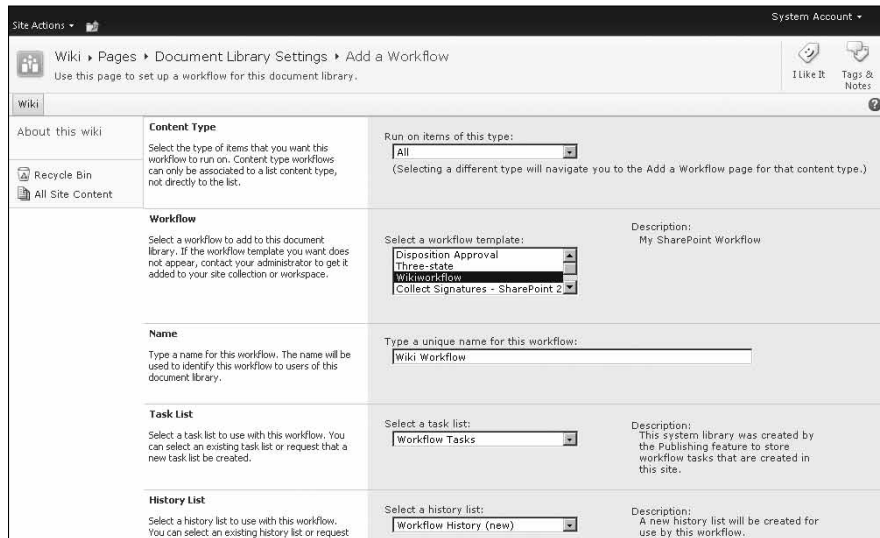 System Account
Site Actions
Wiki Pages Document Library Settings Add a Workflow
Use this page to set up a workflow for this document library.
I Like It
Tags &
Notes
Wiki
About this wiki
Recycle Bin
All Site Content
Content Type
Select the type of items that you want this
workflow to run on. Content type workflows
can only be associated to a list content type,
not directly to the list.
Run on items of this type:
All
(Selecting a different type will navigate you to the Add a Workflow page for that content type.)
Workflow
Select a workflow to add to this document
library. If the workflow template you want does
not appear, contact your administrator to get it
added to your site collection or workspace.
Select a workflow template:
Disposition Approval
Three-state
Wikiworkflow
Collect Signatures - SharePoint 2
Description:
My SharePoint Workflow
Name
Type a name for this workflow. The name will be
used to identify this workflow to users of this
document library.
Type a unique name for this workflow:
Wiki Workflow
Task List
Select a task list to use with this workflow. You
can select an existing task list or request that a
new task list be created.
Select a task list:
Workflow Tasks
Description:
This system library was created by
the Publishing feature to store
workflow tasks that are created in
this site.
History List
Select a history list to use with this workflow.
You can select an existing history list or request
Select a history list:
Workflow History (new)
Description:
A new history list will be created for
use by this workflow.